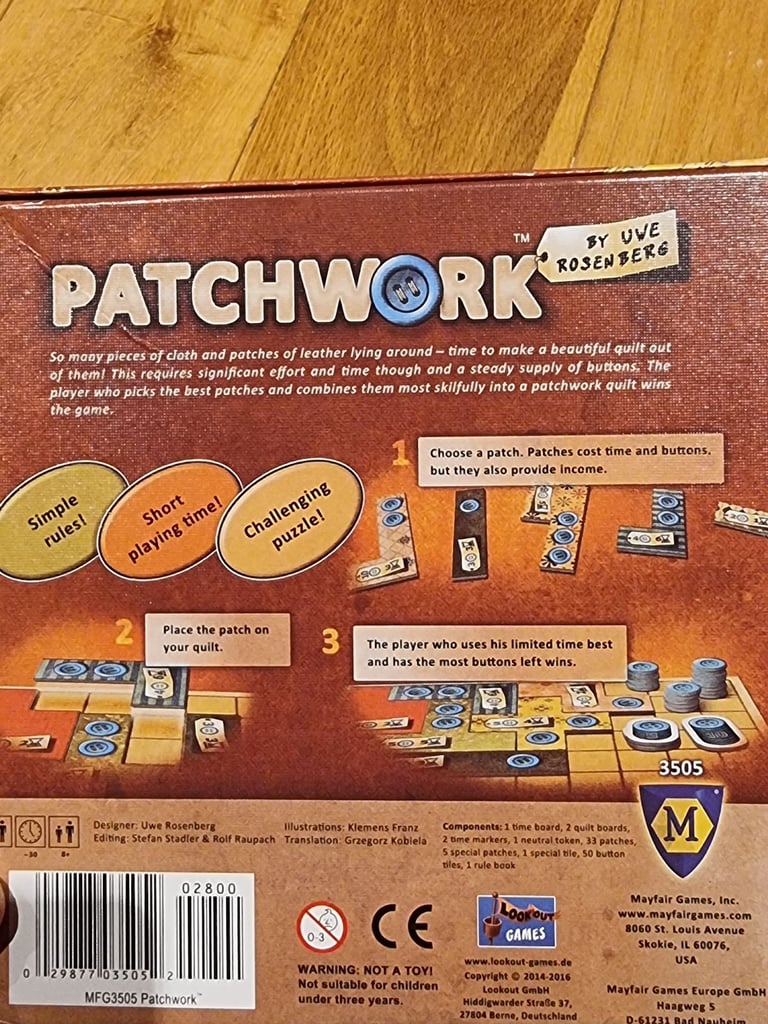 PATCHWORK™
BY UWE
ROSENBERG
So many pieces of cloth and patches of leather lying around – time to make a beautiful quilt out
of them! This requires significant effort and time though and a steady supply of buttons. The
player who picks the best patches and combines them most skilfully into a patchwork quilt wins
the game.
Simple
rules!
Short
playing time!
Challenging
puzzle!
1
Choose a patch. Patches cost time and buttons,
but they also provide income.
2
Place the patch on
your quilt.
3
The player who uses his limited time best
and has the most buttons left wins.
3505
M
~30
8+
Designer: Uwe Rosenberg
Editing: Stefan Stadler & Rolf Raupach
Illustrations: Klemens Franz
Translation: Grzegorz Kobiela
Components: 1 time board, 2 quilt boards,
2 time markers, 1 neutral token, 33 patches,
5 special patches, 1 special tile, 50 button
tiles, 1 rule book
02800
0 29877 03505 2
MFG3505 Patchwork™
0-3
CE
WARNING: NOT A TOY!
Not suitable for children
under three years.
LOOKOUT
GAMES
www.lookout-games.de
Copyright © 2014-2016
Lookout GmbH
Hiddigwarder Straße 37,
27804 Berne, Deutschland
Mayfair Games, Inc.
www.mayfairgames.com
8060 St. Louis Avenue
Skokie, IL 60076,
USA
Mayfair Games Europe GmbH
Haagweg 5
D-61231 Bad Nauheim